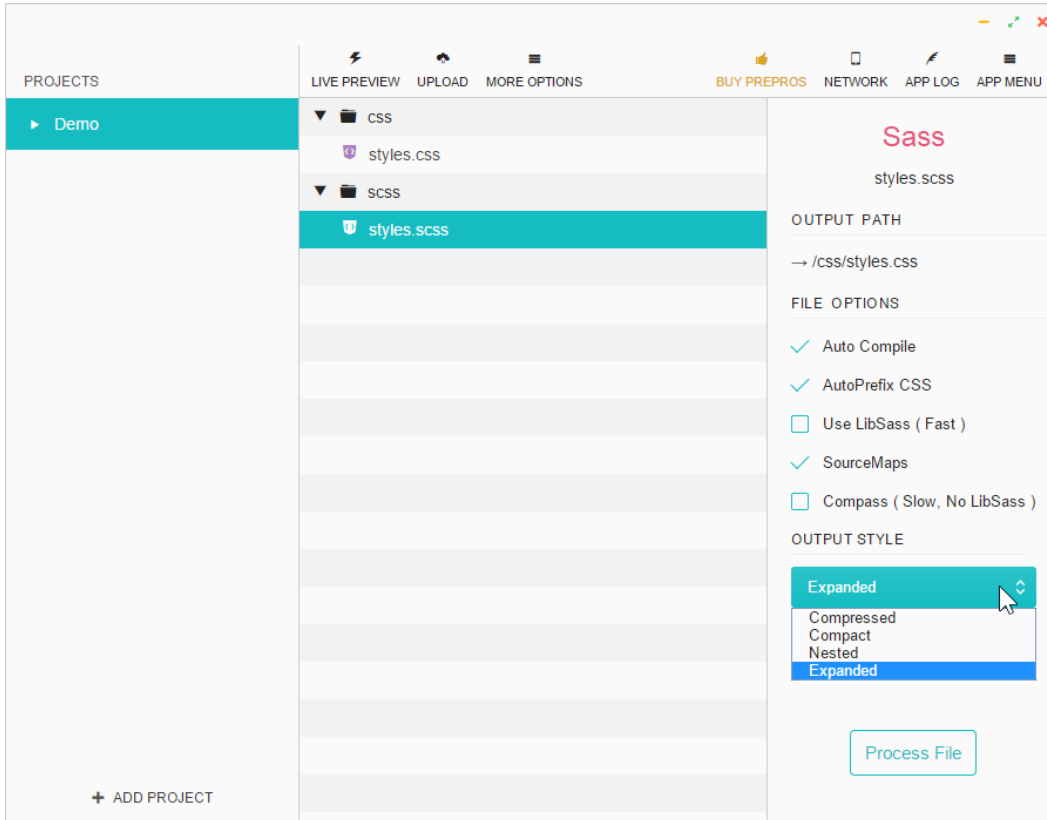 PROJECTS
LIVE PREVIEW UPLOAD MORE OPTIONS BUY PREPROS NETWORK APP LOG APP MENU
Demo
css
styles.css
scss
styles.scss
ADD PROJECT
Sass
styles.scss
OUTPUT PATH
→ /css/styles.css
FILE OPTIONS
Auto Compile
AutoPrefix CSS
Use LibSass ( Fast )
SourceMaps
Compass ( Slow, No LibSass )
OUTPUT STYLE
Expanded
Compressed
Compact
Nested
Expanded
Process File